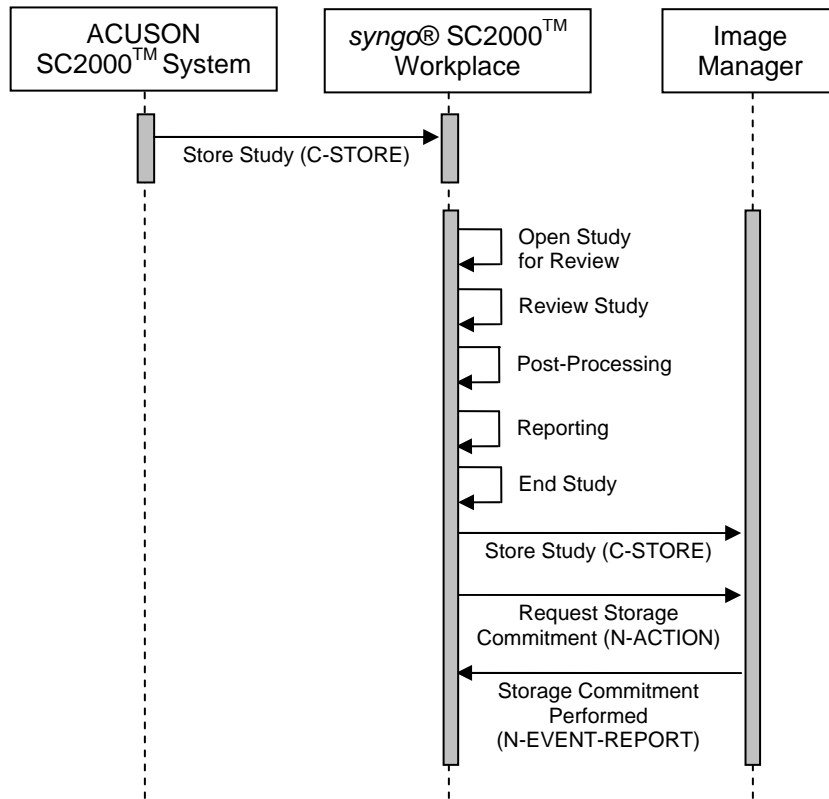 ACUSON
SC2000™ System
syngo® SC2000™
Workplace
Image
Manager
Store Study (C-STORE)
Open Study
for Review
Review Study
Post-Processing
Reporting
End Study
Store Study (C-STORE)
Request Storage
Commitment (N-ACTION)
Storage Commitment
Performed
(N-EVENT-REPORT)